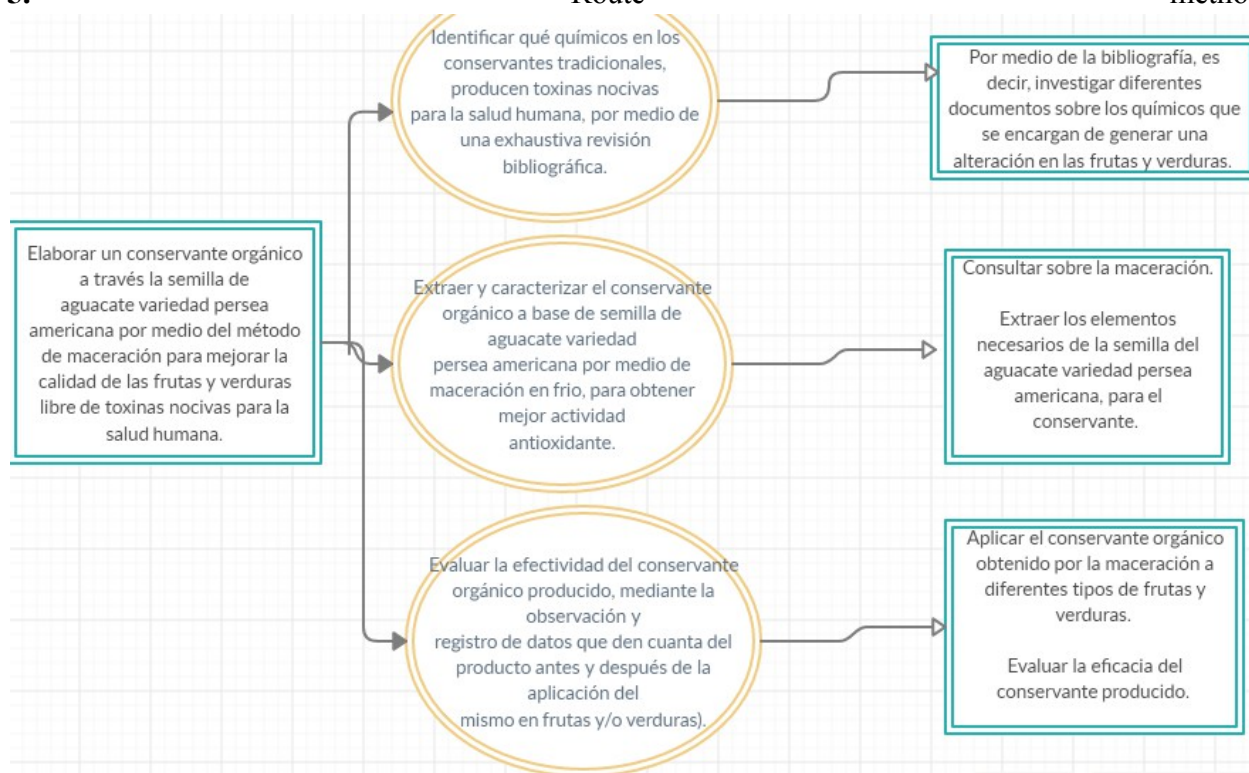 3. Route metho
Identificar qué químicos en los
conservantes tradicionales,
producen toxinas nocivas
para la salud humana, por medio de
una exhaustiva revisión
bibliográfica.
Por medio de la bibliografía, es
decir, investigar diferentes
documentos sobre los químicos que
se encargan de generar una
alteración en las frutas y verduras.
Elaborar un conservante orgánico
a través la semilla de
aguacate variedad persea
americana por medio del método
de maceración para mejorar la
calidad de las frutas y verduras
libre de toxinas nocivas para la
salud humana.
Extraer y caracterizar el conservante
orgánico a base de semilla de
aguacate variedad
persea americana por medio de
maceración en frio, para obtener
mejor actividad
antioxidante.
Consultar sobre la maceración.
Extraer los elementos
necesarios de la semilla del
aguacate variedad persea
americana, para el
conservante.
Evaluar la efectividad del conservante
orgánico producido, mediante la
observación y
registro de datos que den cuanta del
producto antes y después de la
aplicación del
mismo en frutas y/o verduras).
Aplicar el conservante orgánico
obtenido por la maceración a
diferentes tipos de frutas y
verduras.
Evaluar la eficacia del
conservante producido.